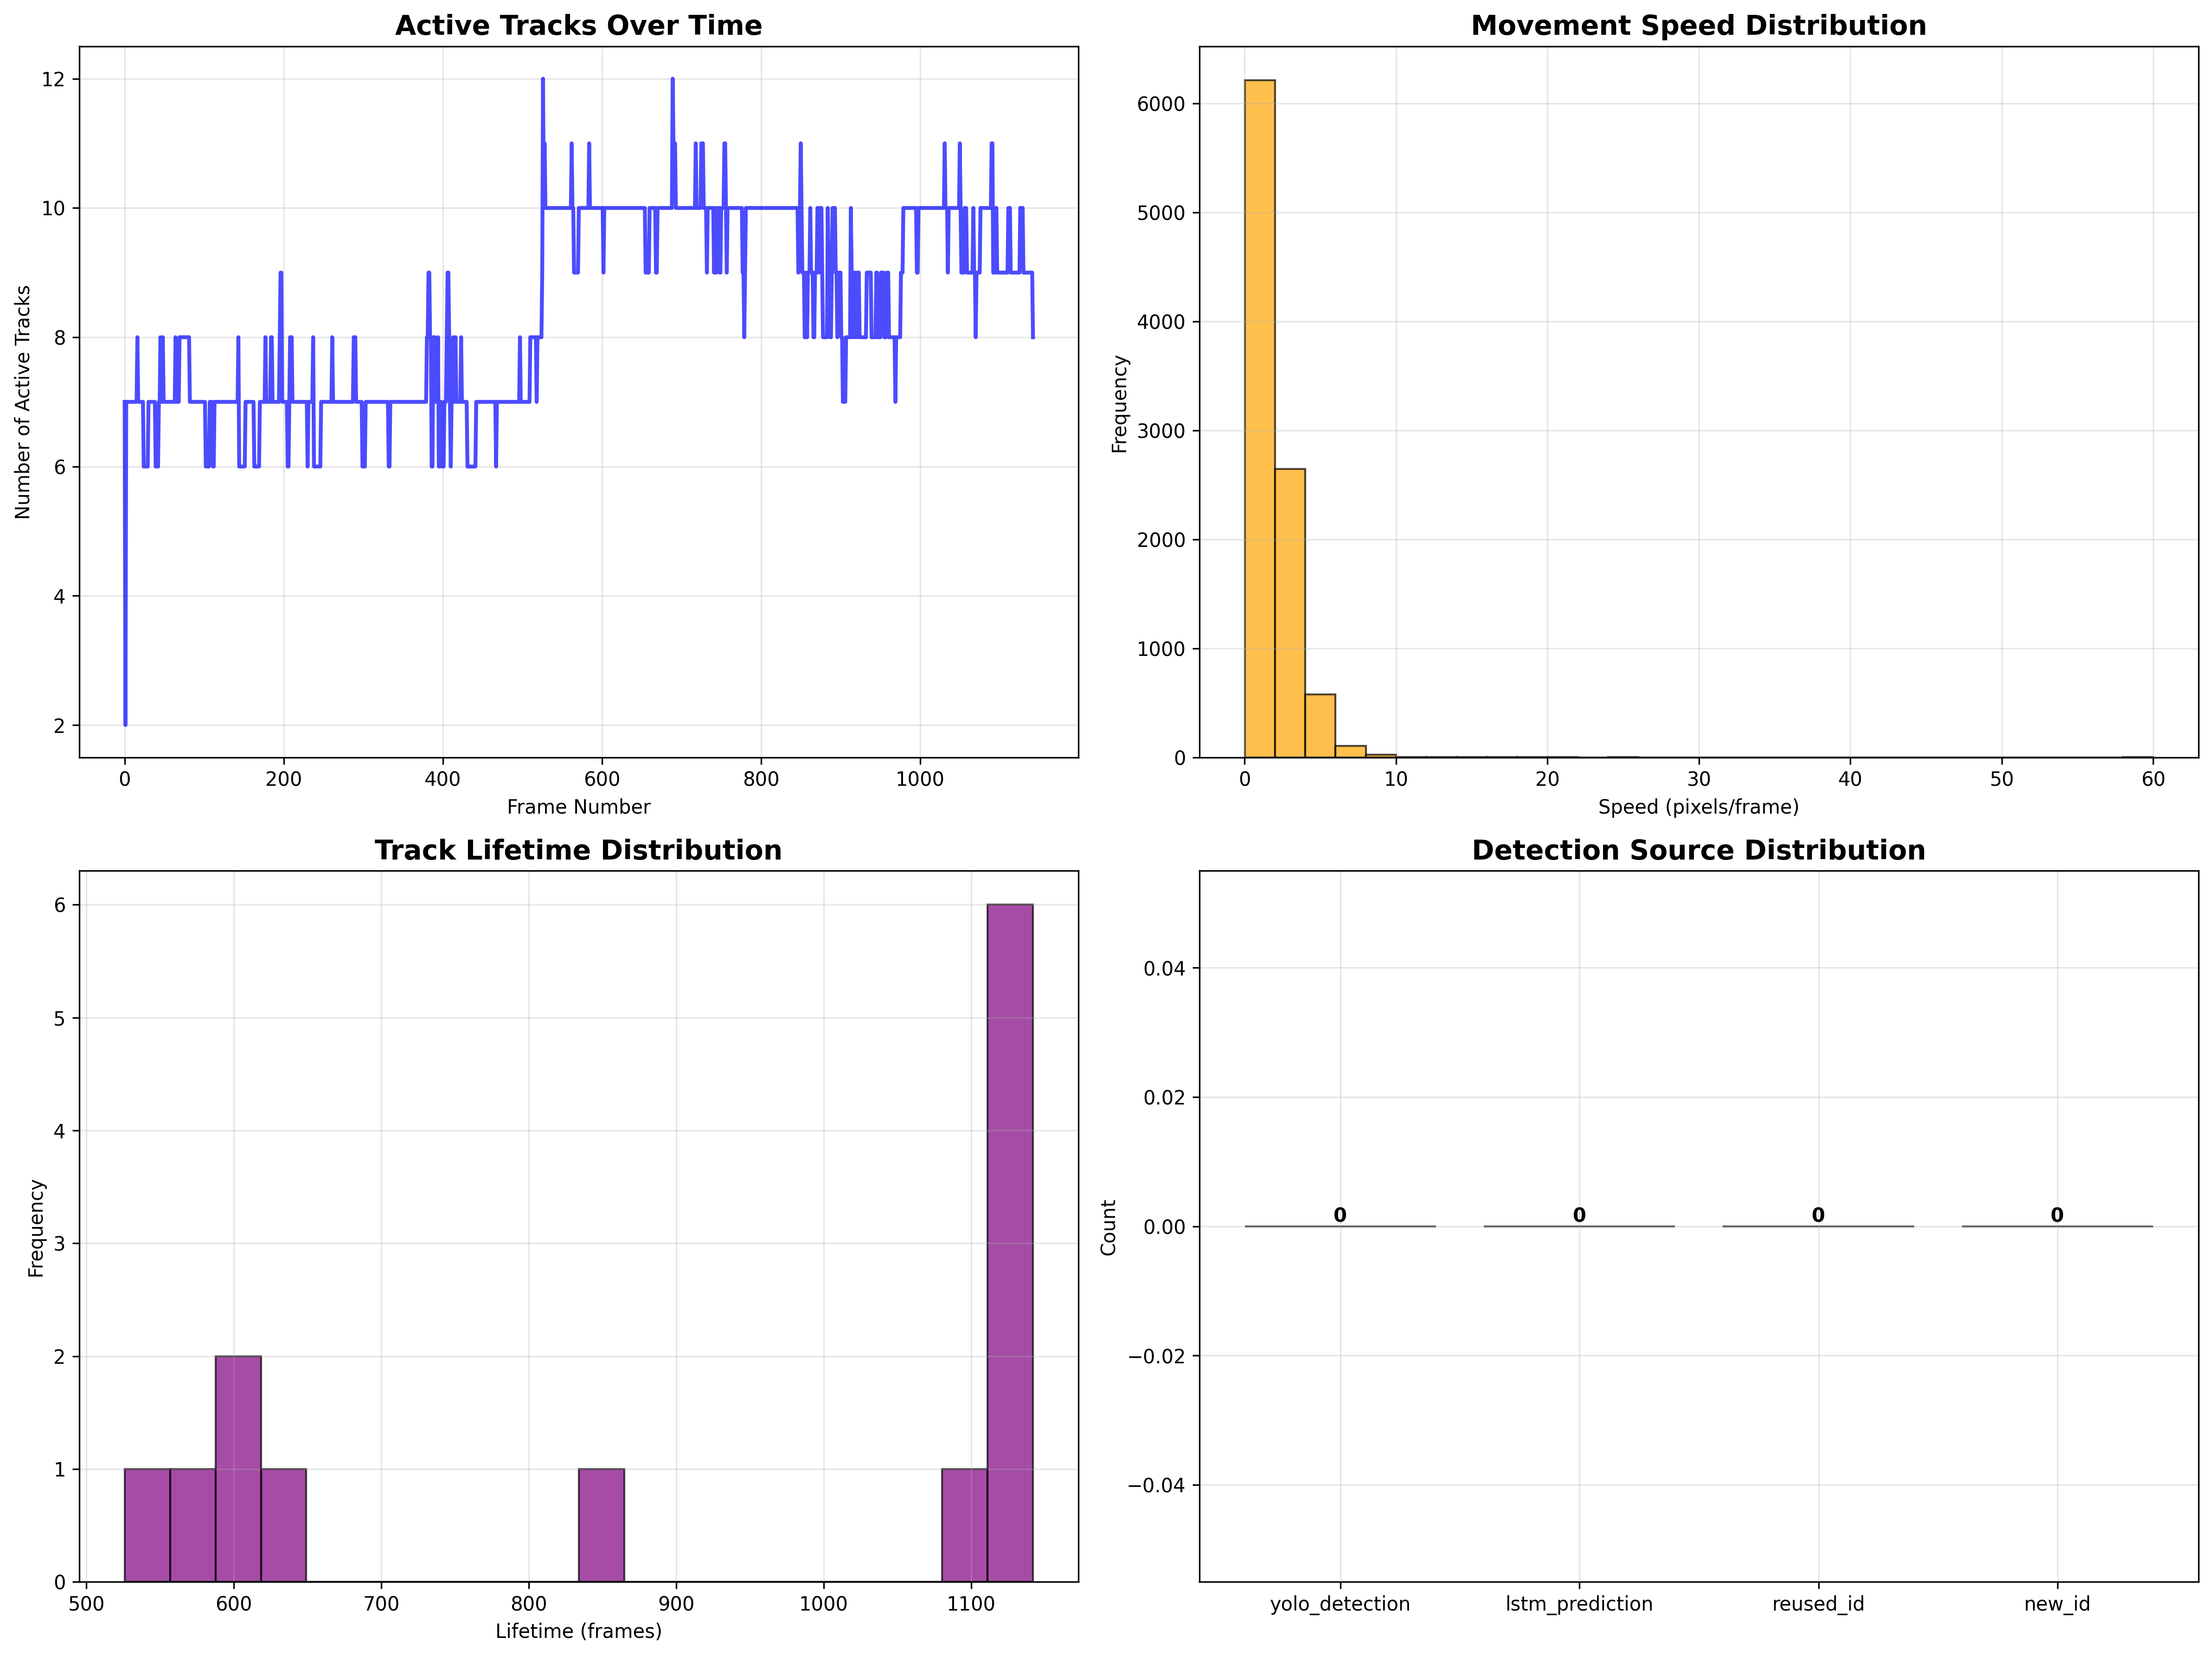 Active Tracks Over Time
12
10
8
6
4
2
Number of Active Tracks
0 200 400 600 800 1000
Frame Number
Movement Speed Distribution
6000
5000
4000
3000
2000
1000
0
Frequency
0 10 20 30 40 50 60
Speed (pixels/frame)
Track Lifetime Distribution
6
5
4
3
2
1
0
Frequency
500 600 700 800 900 1000 1100
Lifetime (frames)
Detection Source Distribution
0.04
0.02
0.00
−0.02
−0.04
Count
0 0 0 0
yolo_detection lstm_prediction reused_id new_id